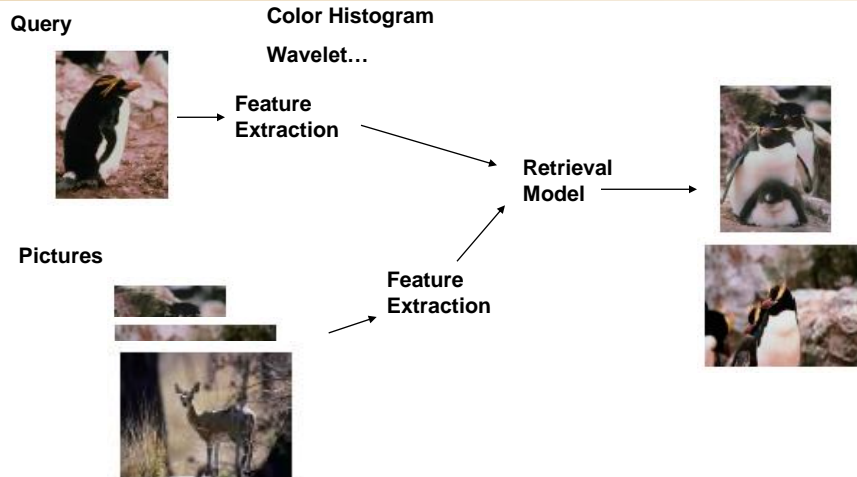 Query
Color Histogram
Wavelet…
Feature
Extraction
Retrieval
Model
Pictures
Feature
Extraction